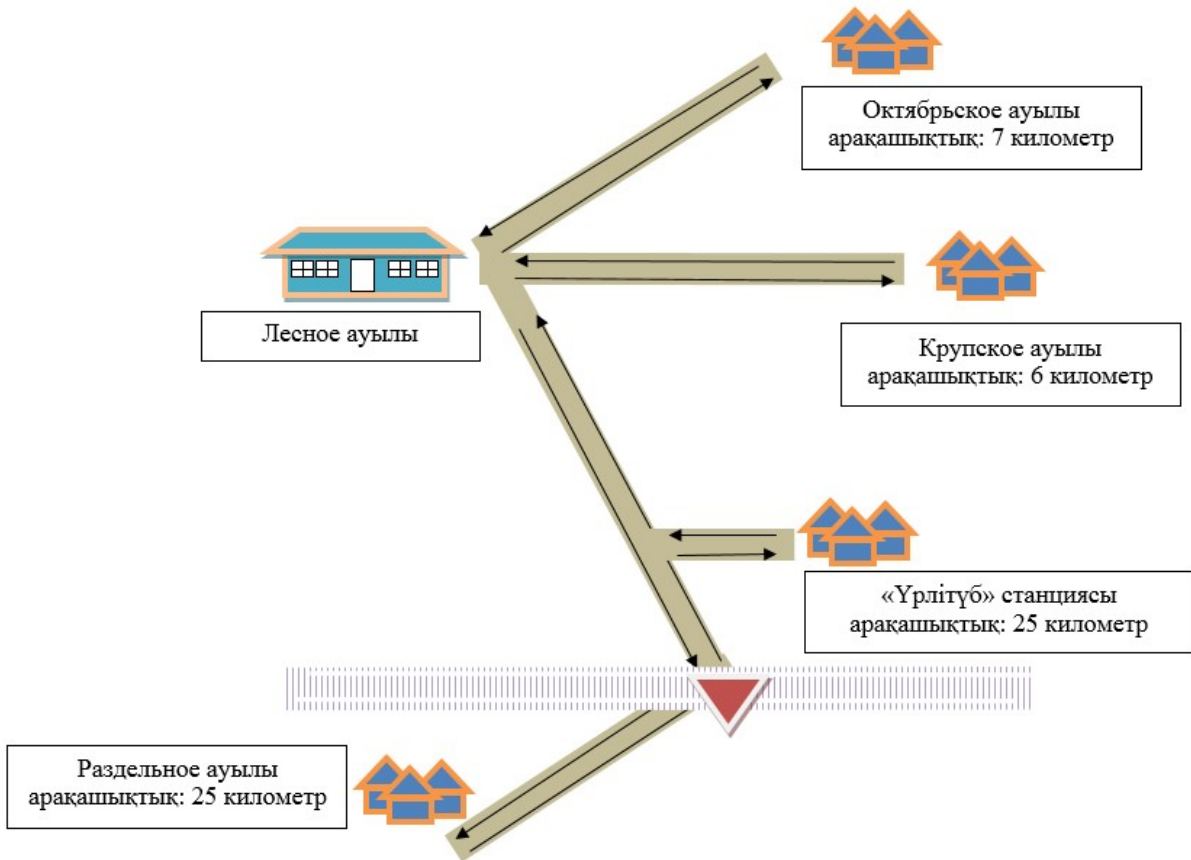 Октябрьское ауылы
арақашықтық: 7 километр
Лесное ауылы
Крупское ауылы
арақашықтық: 6 километр
«Үрлітүб» станциясы
арақашықтық: 25 километр
Раздельное ауылы
арақашықтық: 25 километр